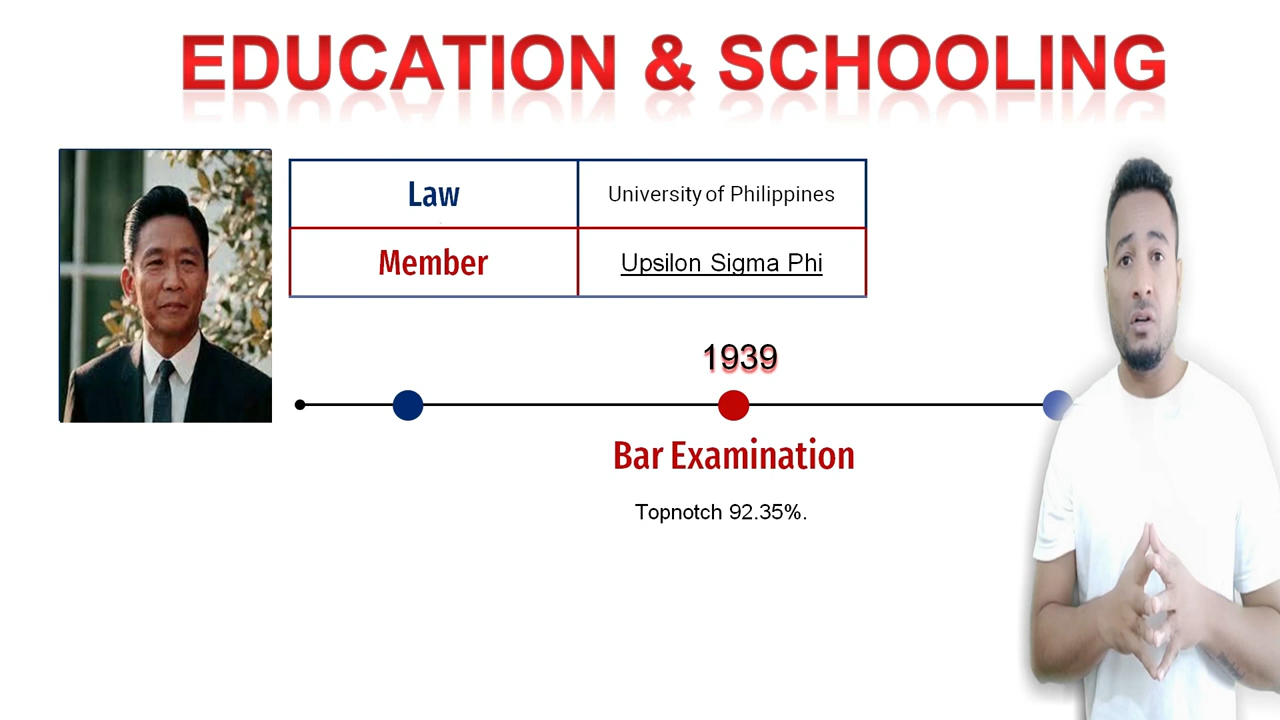 EDUCATION & SCHOOLING
Law
University of Philippines
Member
Upsilon Sigma Phi
1939
Bar Examination
Topnotch 92.35%.